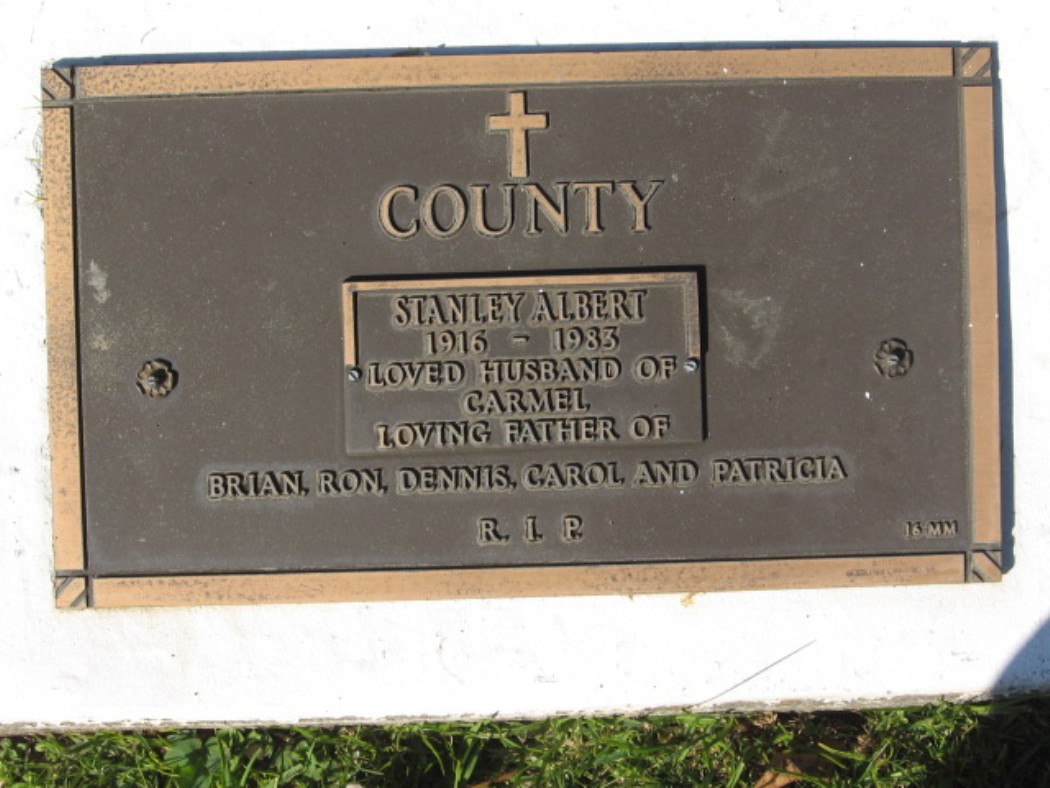 COUNTY
STANLEY ALBERT
1916 - 1983
LOVED HUSBAND OF
CARMEL
LOVING FATHER OF
BRIAN, RON, DENNIS, CAROL AND PATRICIA
R. I. P.
16 MM